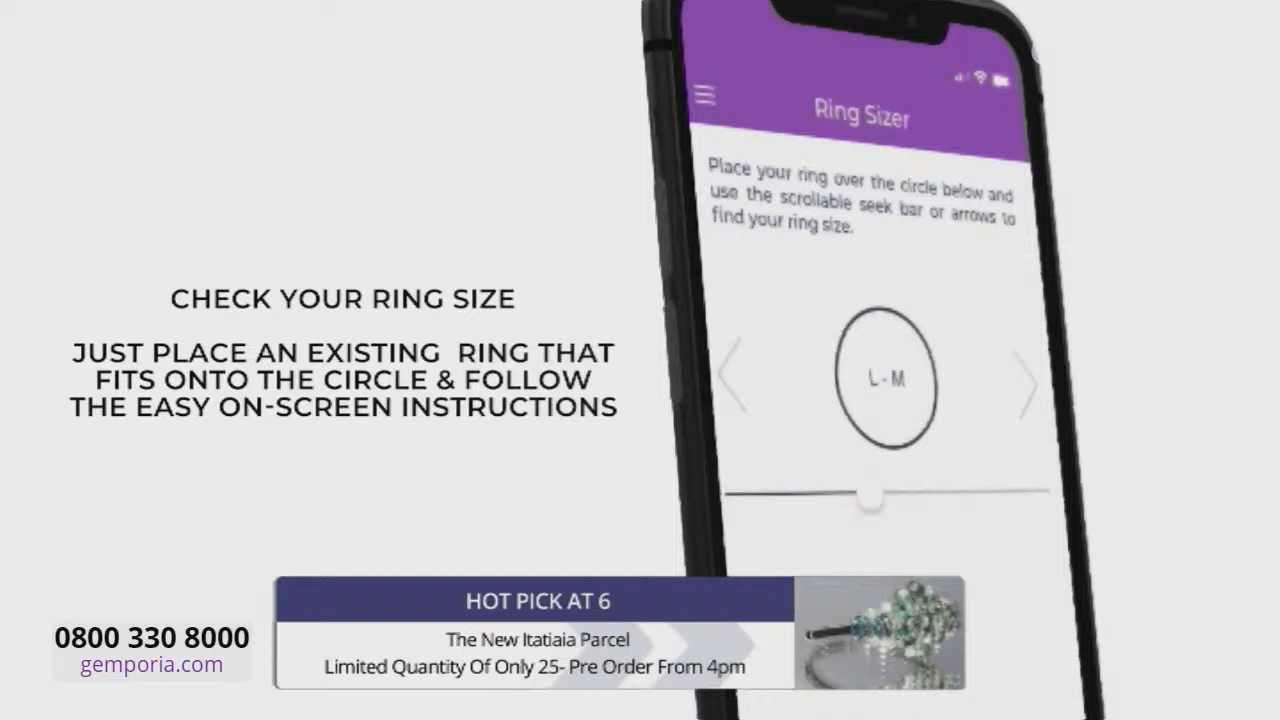 Ring Sizer
Place your ring over the circle below and
use the scrollable seek bar or arrows to
find your ring size.
L - M
CHECK YOUR RING SIZE
JUST PLACE AN EXISTING RING THAT
FITS ONTO THE CIRCLE & FOLLOW
THE EASY ON-SCREEN INSTRUCTIONS
0800 330 8000
gemporia.com
HOT PICK AT 6
The New Itatiaia Parcel
Limited Quantity Of Only 25- Pre Order From 4pm